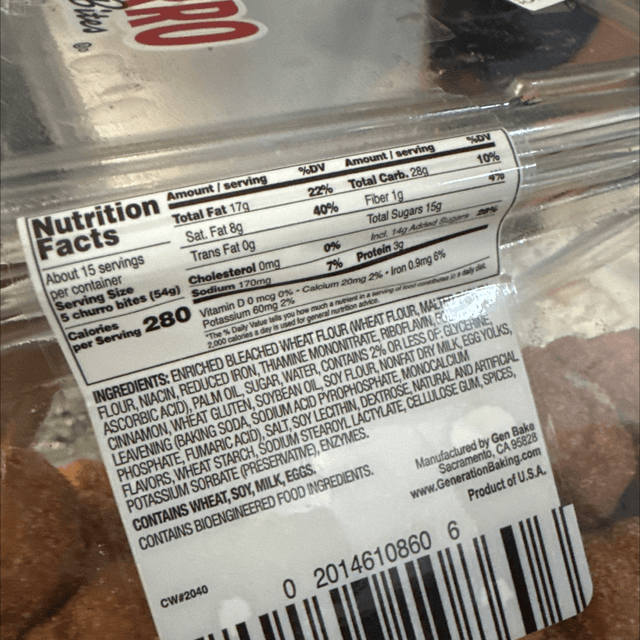 RO
Bites
Nutrition Facts
About 15 servings
per container
Serving Size
5 churro bites (54g)
Calories
per Serving 280
Amount / serving %DV
Total Fat 17g 22%
Sat. Fat 8g 40%
Trans Fat 0g
Cholesterol 0mg 0%
Sodium 170mg 7%
Amount / serving %DV
Total Carb. 28g 10%
Fiber 1g 4%
Total Sugars 15g
Incl. 14g Added Sugars 28%
Protein 3g
Vitamin D 0 mcg 0% • Calcium 20mg 2% • Iron 0.9mg 6%
Potassium 60mg 2%
*The % Daily Value tells you how much a nutrient in a serving of food contributes to a daily diet.
2,000 calories a day is used for general nutrition advice.
INGREDIENTS: ENRICHED BLEACHED WHEAT FLOUR (WHEAT FLOUR,
FLOUR, NIACIN, REDUCED IRON, THIAMINE MONONITRATE, RIBOFLAVIN,
ASCORBIC ACID), PALM OIL, SUGAR, WATER, CONTAINS 2% OR LESS OF GLYCERINE,
CINNAMON, WHEAT GLUTEN, SOYBEAN OIL, SOY FLOUR, NONFAT DRY MILK, EGG YOLKS,
LEAVENING (BAKING SODA, SODIUM ACID PYROPHOSPHATE, MONOCALCIUM
PHOSPHATE, FUMARIC ACID), SALT, SOY LECITHIN, DEXTROSE, NATURAL AND ARTIFICIAL
FLAVORS, WHEAT STARCH, SODIUM STEAROYL LACTYLATE, CELLULOSE GUM, SPICES,
POTASSIUM SORBATE (PRESERVATIVE), ENZYMES.
CONTAINS WHEAT, SOY, MILK, EGGS.
CONTAINS BIOENGINEERED FOOD INGREDIENTS.
Manufactured by Gen Bake
Sacramento, CA 95828
www.GenerationBaking.com
Product of U.S.A.
CW#2040
0 2014610860 6